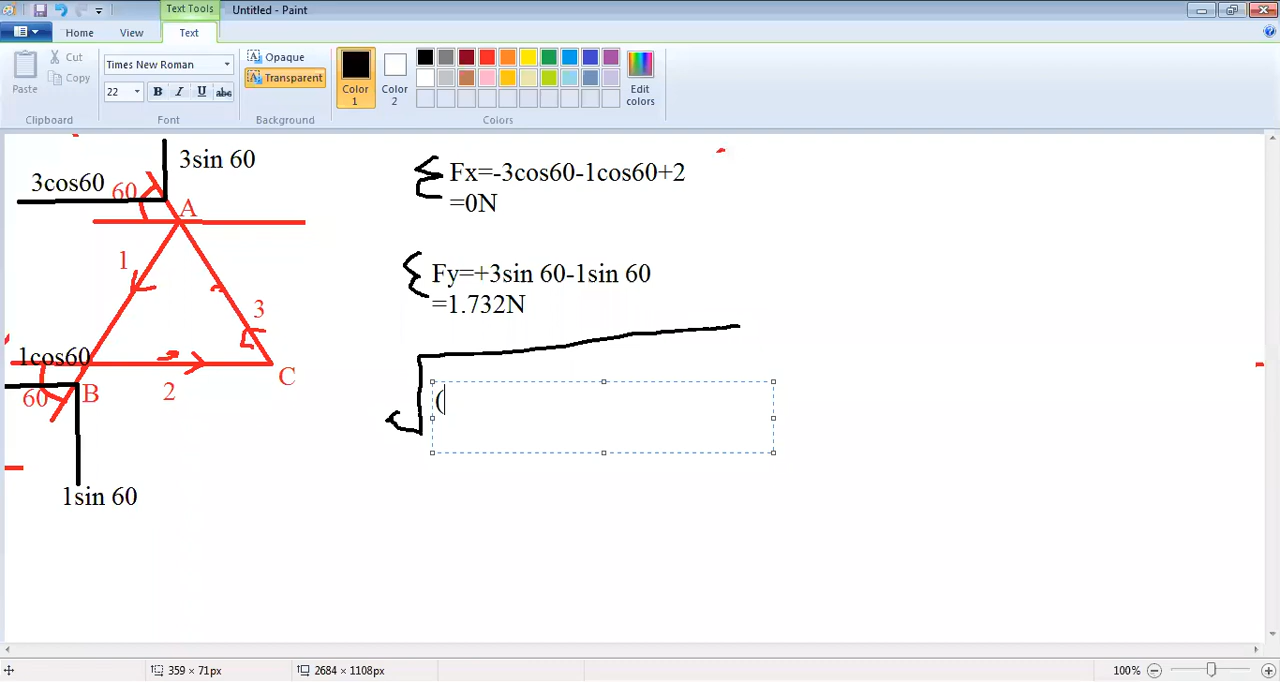 Text Tools
Untitled - Paint
Home
View
Text
Paste
Cut
Copy
Clipboard
Times New Roman
22
B I U abc
Font
Opaque
Transparent
Background
Color 1
Color 2
Edit colors
Colors
3sin 60
3cos60
60
A
1
3
1cos60
60
B
2
C
1sin 60
Σ Fx=-3cos60-1cos60+2
=0N
Σ Fy=+3sin 60-1sin 60
=1.732N
(
359 × 71px
2684 × 1108px
100%